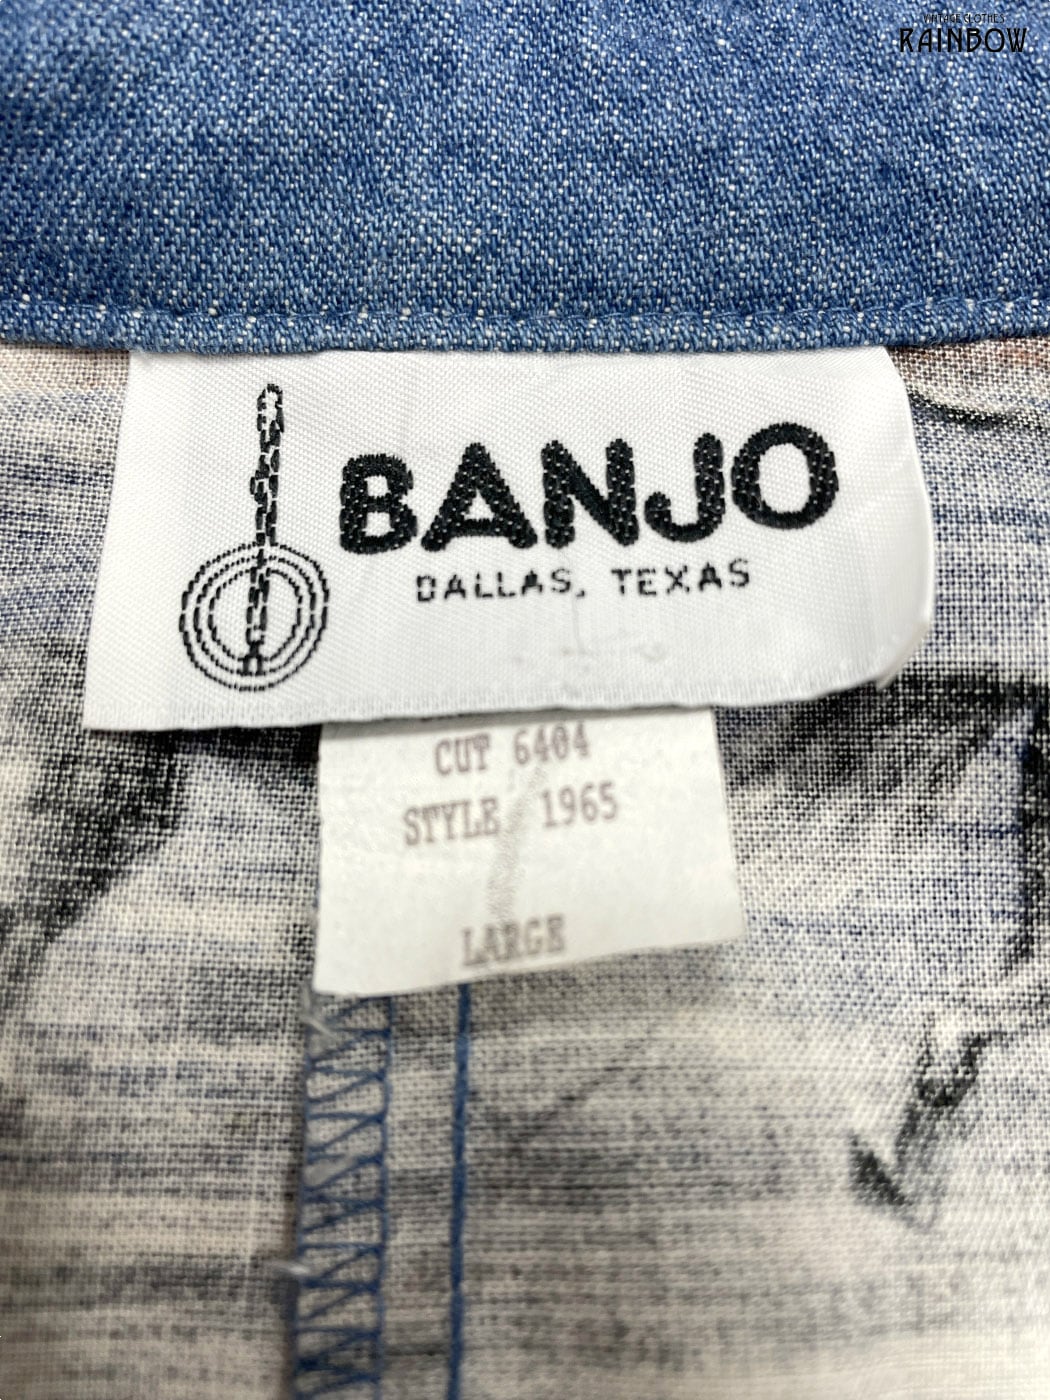 VINTAGE CLOTHES
RAINBOW
BANJO
DALLAS, TEXAS
CUT 6404
STYLE 1965
LARGE